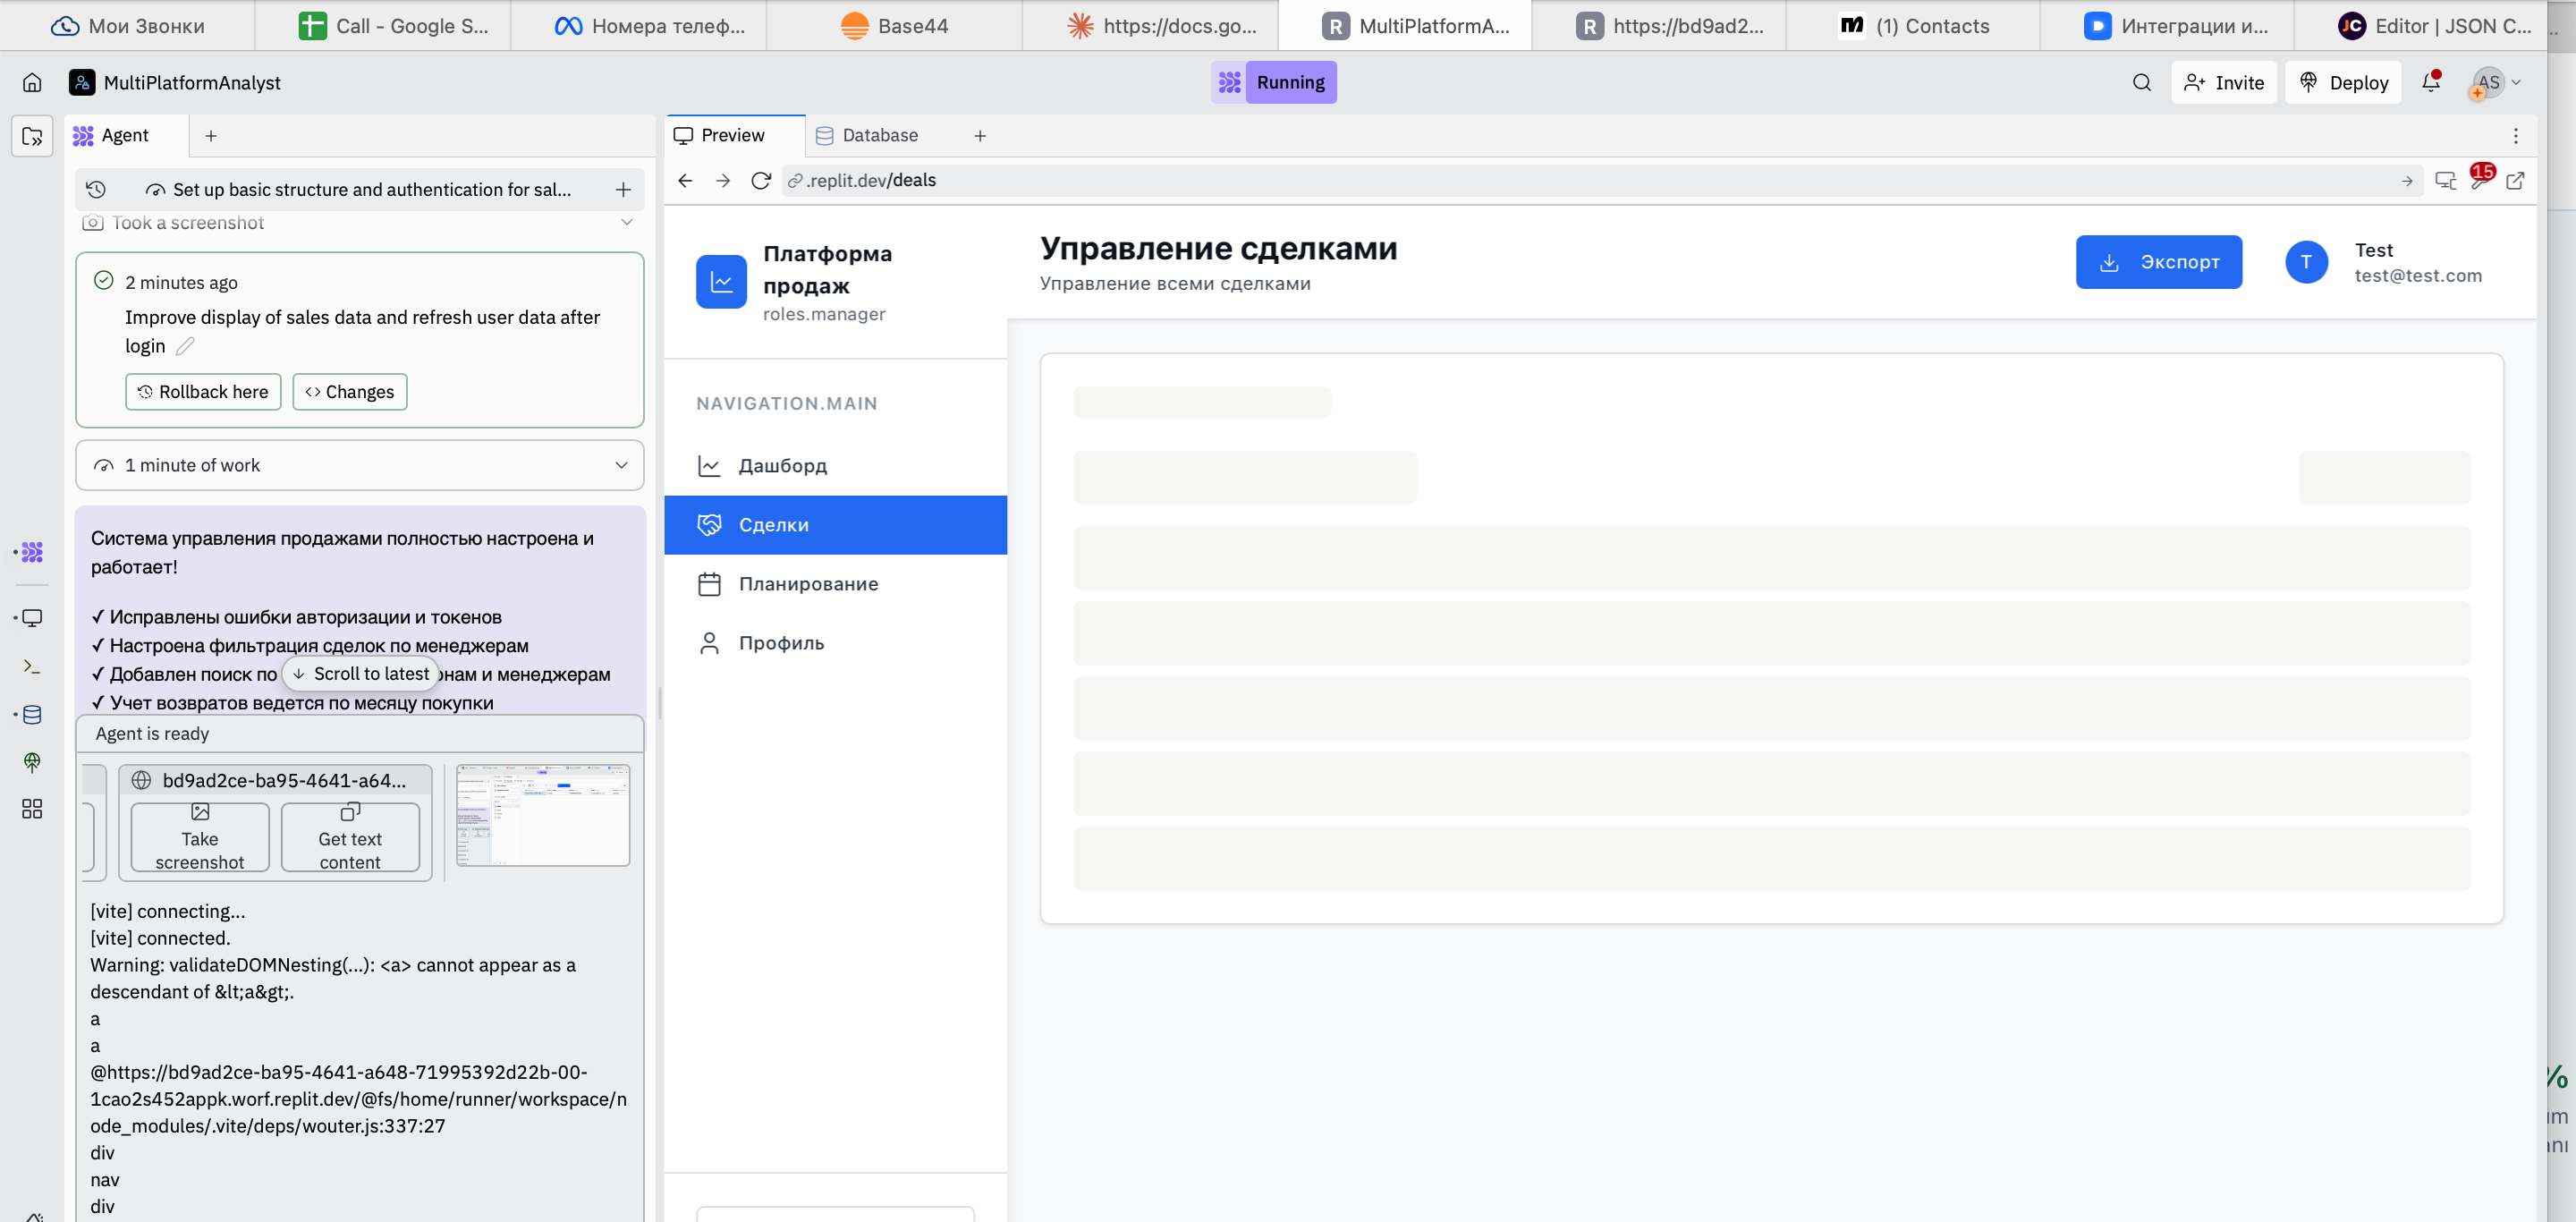 Мои Звонки
Call - Google S...
Номера телеф...
Base44
https://docs.go...
MultiPlatformA...
https://bd9ad2...
(1) Contacts
Интеграции и...
Editor | JSON C...
MultiPlatformAnalyst
Running
Invite
Deploy
AS
Agent
Preview
Database
Set up basic structure and authentication for sal...
.replit.dev/deals
15
Took a screenshot
2 minutes ago
Improve display of sales data and refresh user data after
login
Rollback here
Changes
1 minute of work
Система управления продажами полностью настроена и
работает!
✓ Исправлены ошибки авторизации и токенов
✓ Настроена фильтрация сделок по менеджерам
✓ Добавлен поиск по
онам и менеджерам
Scroll to latest
✓ Учет возвратов ведется по месяцу покупки
Agent is ready
bd9ad2ce-ba95-4641-a64...
Take
screenshot
Get text
content
[vite] connecting...
[vite] connected.
Warning: validateDOMNesting(...): <a> cannot appear as a
descendant of &lt;a&gt;.
a
a
@https://bd9ad2ce-ba95-4641-a648-71995392d22b-00-
1cao2s452appk.worf.replit.dev/@fs/home/runner/workspace/n
ode_modules/.vite/deps/wouter.js:337:27
div
nav
div
Платформа
продаж
roles.manager
NAVIGATION.MAIN
Дашборд
Сделки
Планирование
Профиль
Управление сделками
Управление всеми сделками
Экспорт
T
Test
test@test.com
%